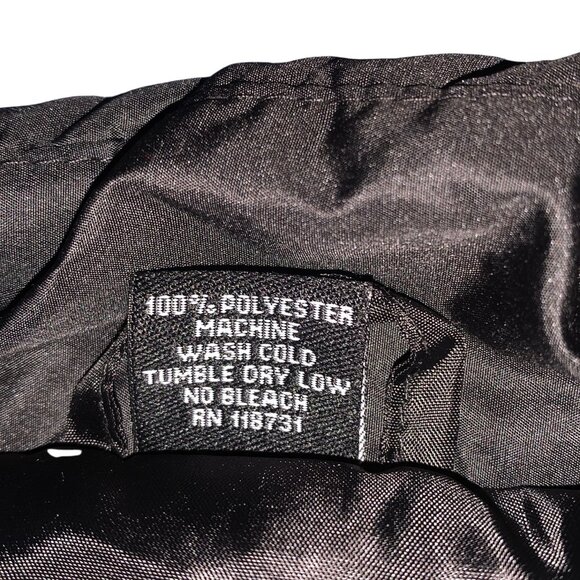 100% POLYESTER
MACHINE
WASH COLD
TUMBLE DRY LOW
NO BLEACH
RN 118731